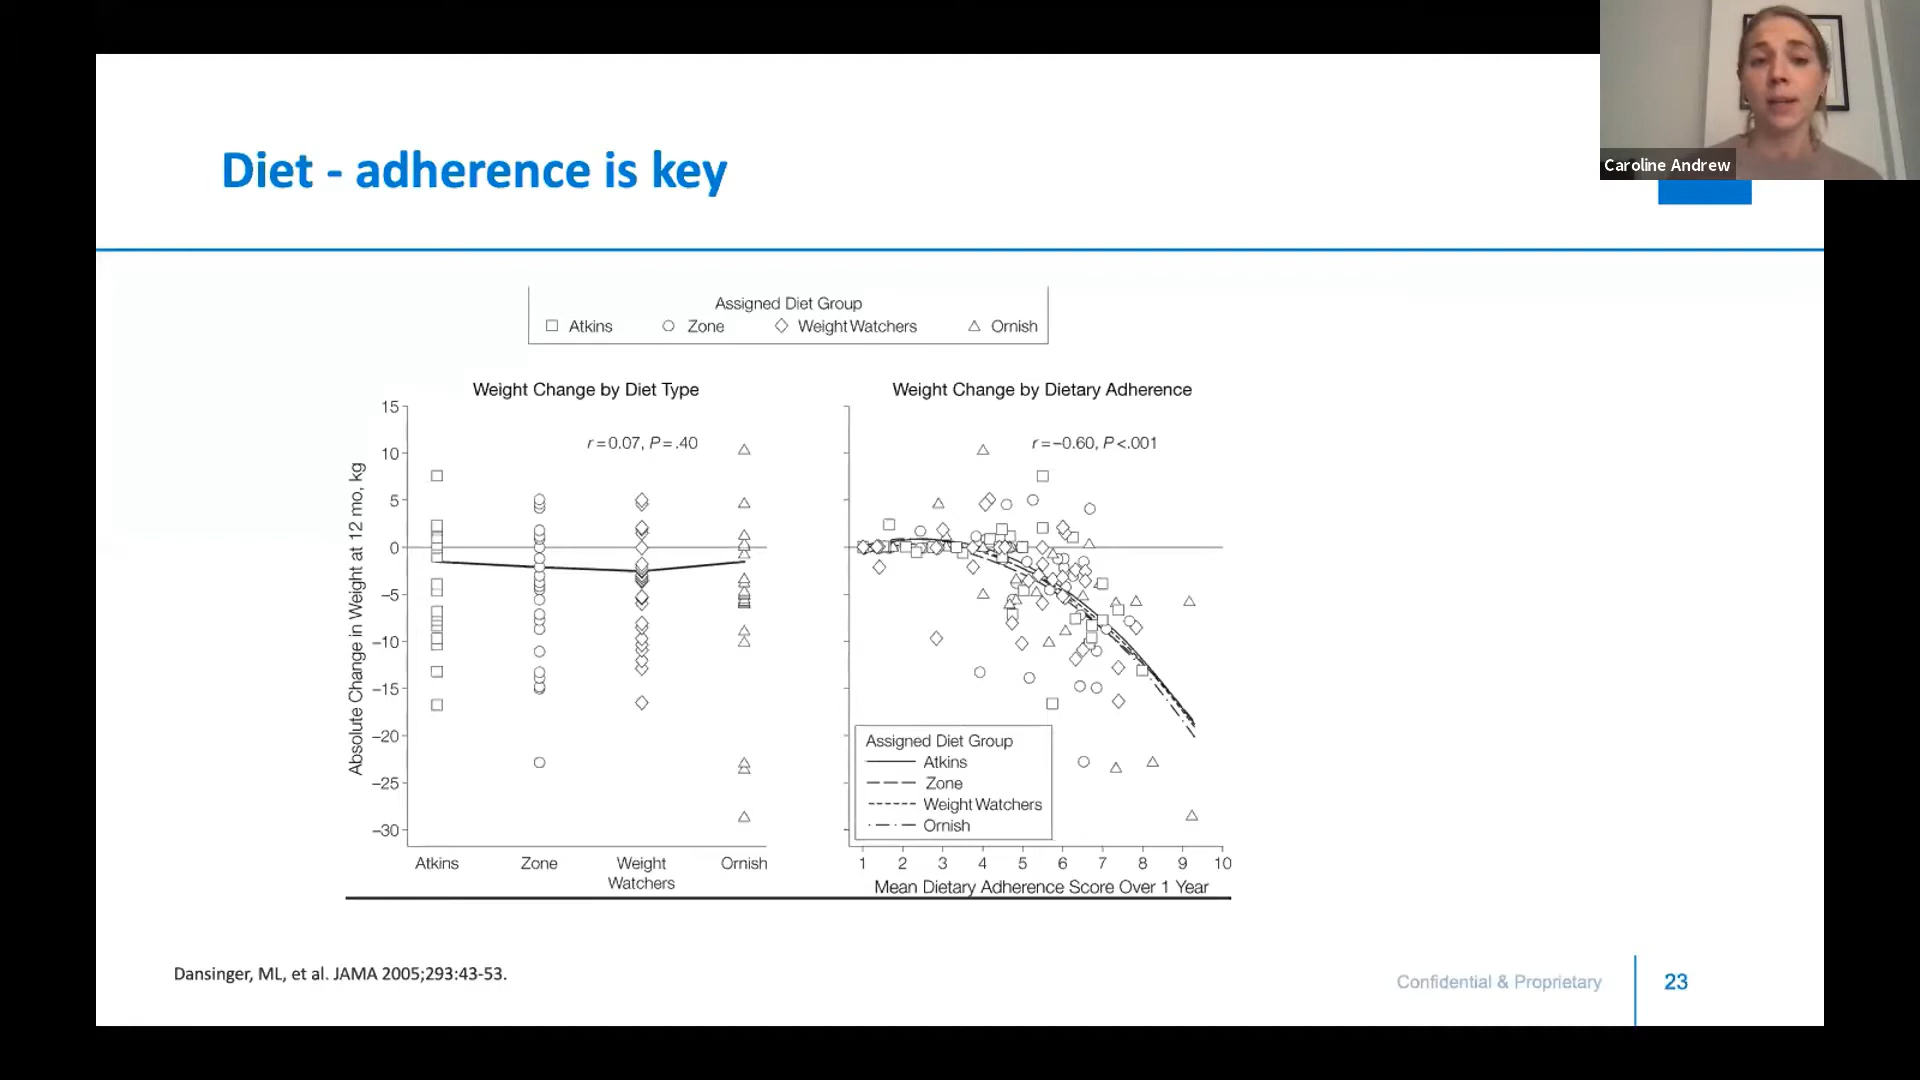 Caroline Andrew
Diet - adherence is key
Assigned Diet Group
Atkins Zone Weight Watchers Ornish
Weight Change by Diet Type
r=0.07, P=.40
Absolute Change in Weight at 12 mo, kg
15
10
5
0
−5
−10
−15
−20
−25
−30
Atkins Zone Weight Watchers Ornish
Weight Change by Dietary Adherence
r=−0.60, P<.001
Assigned Diet Group
Atkins
Zone
Weight Watchers
Ornish
1 2 3 4 5 6 7 8 9 10
Mean Dietary Adherence Score Over 1 Year
Dansinger, ML, et al. JAMA 2005;293:43-53.
Confidential & Proprietary
23